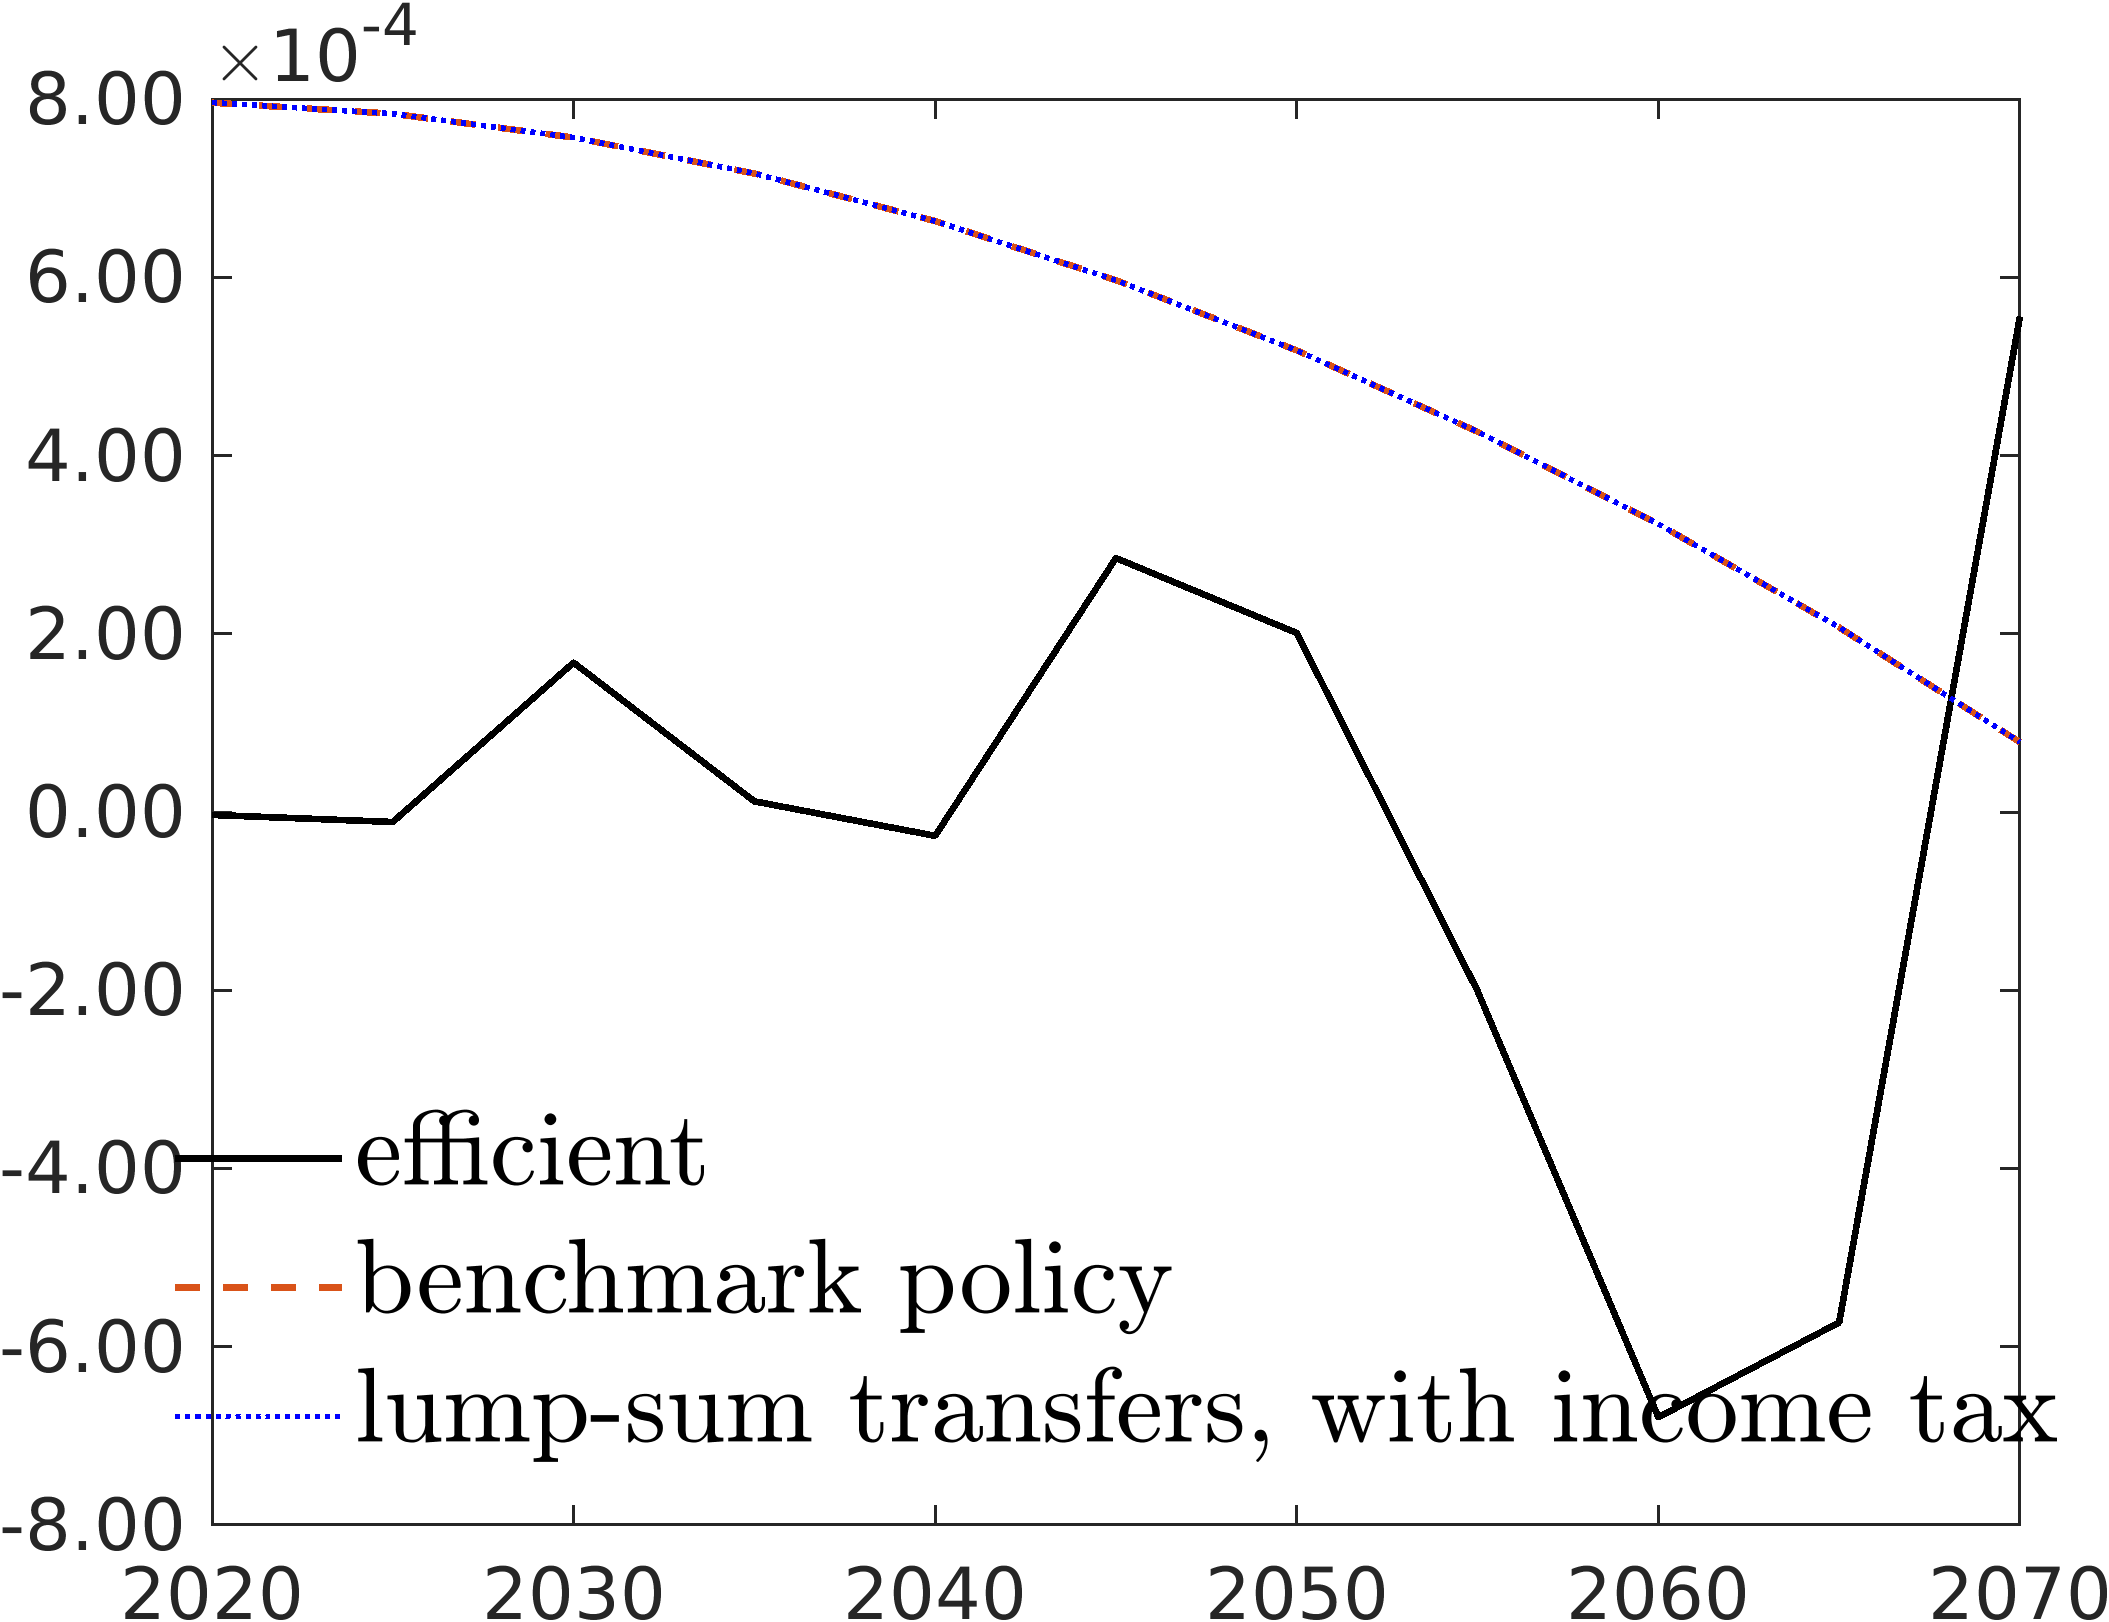 ×10-4
8.00
6.00
4.00
2.00
0.00
-2.00
-4.00
efficient
benchmark policy
-6.00
lump-sum transfers, with income tax
-8.00
2020 2030 2040 2050 2060 2070